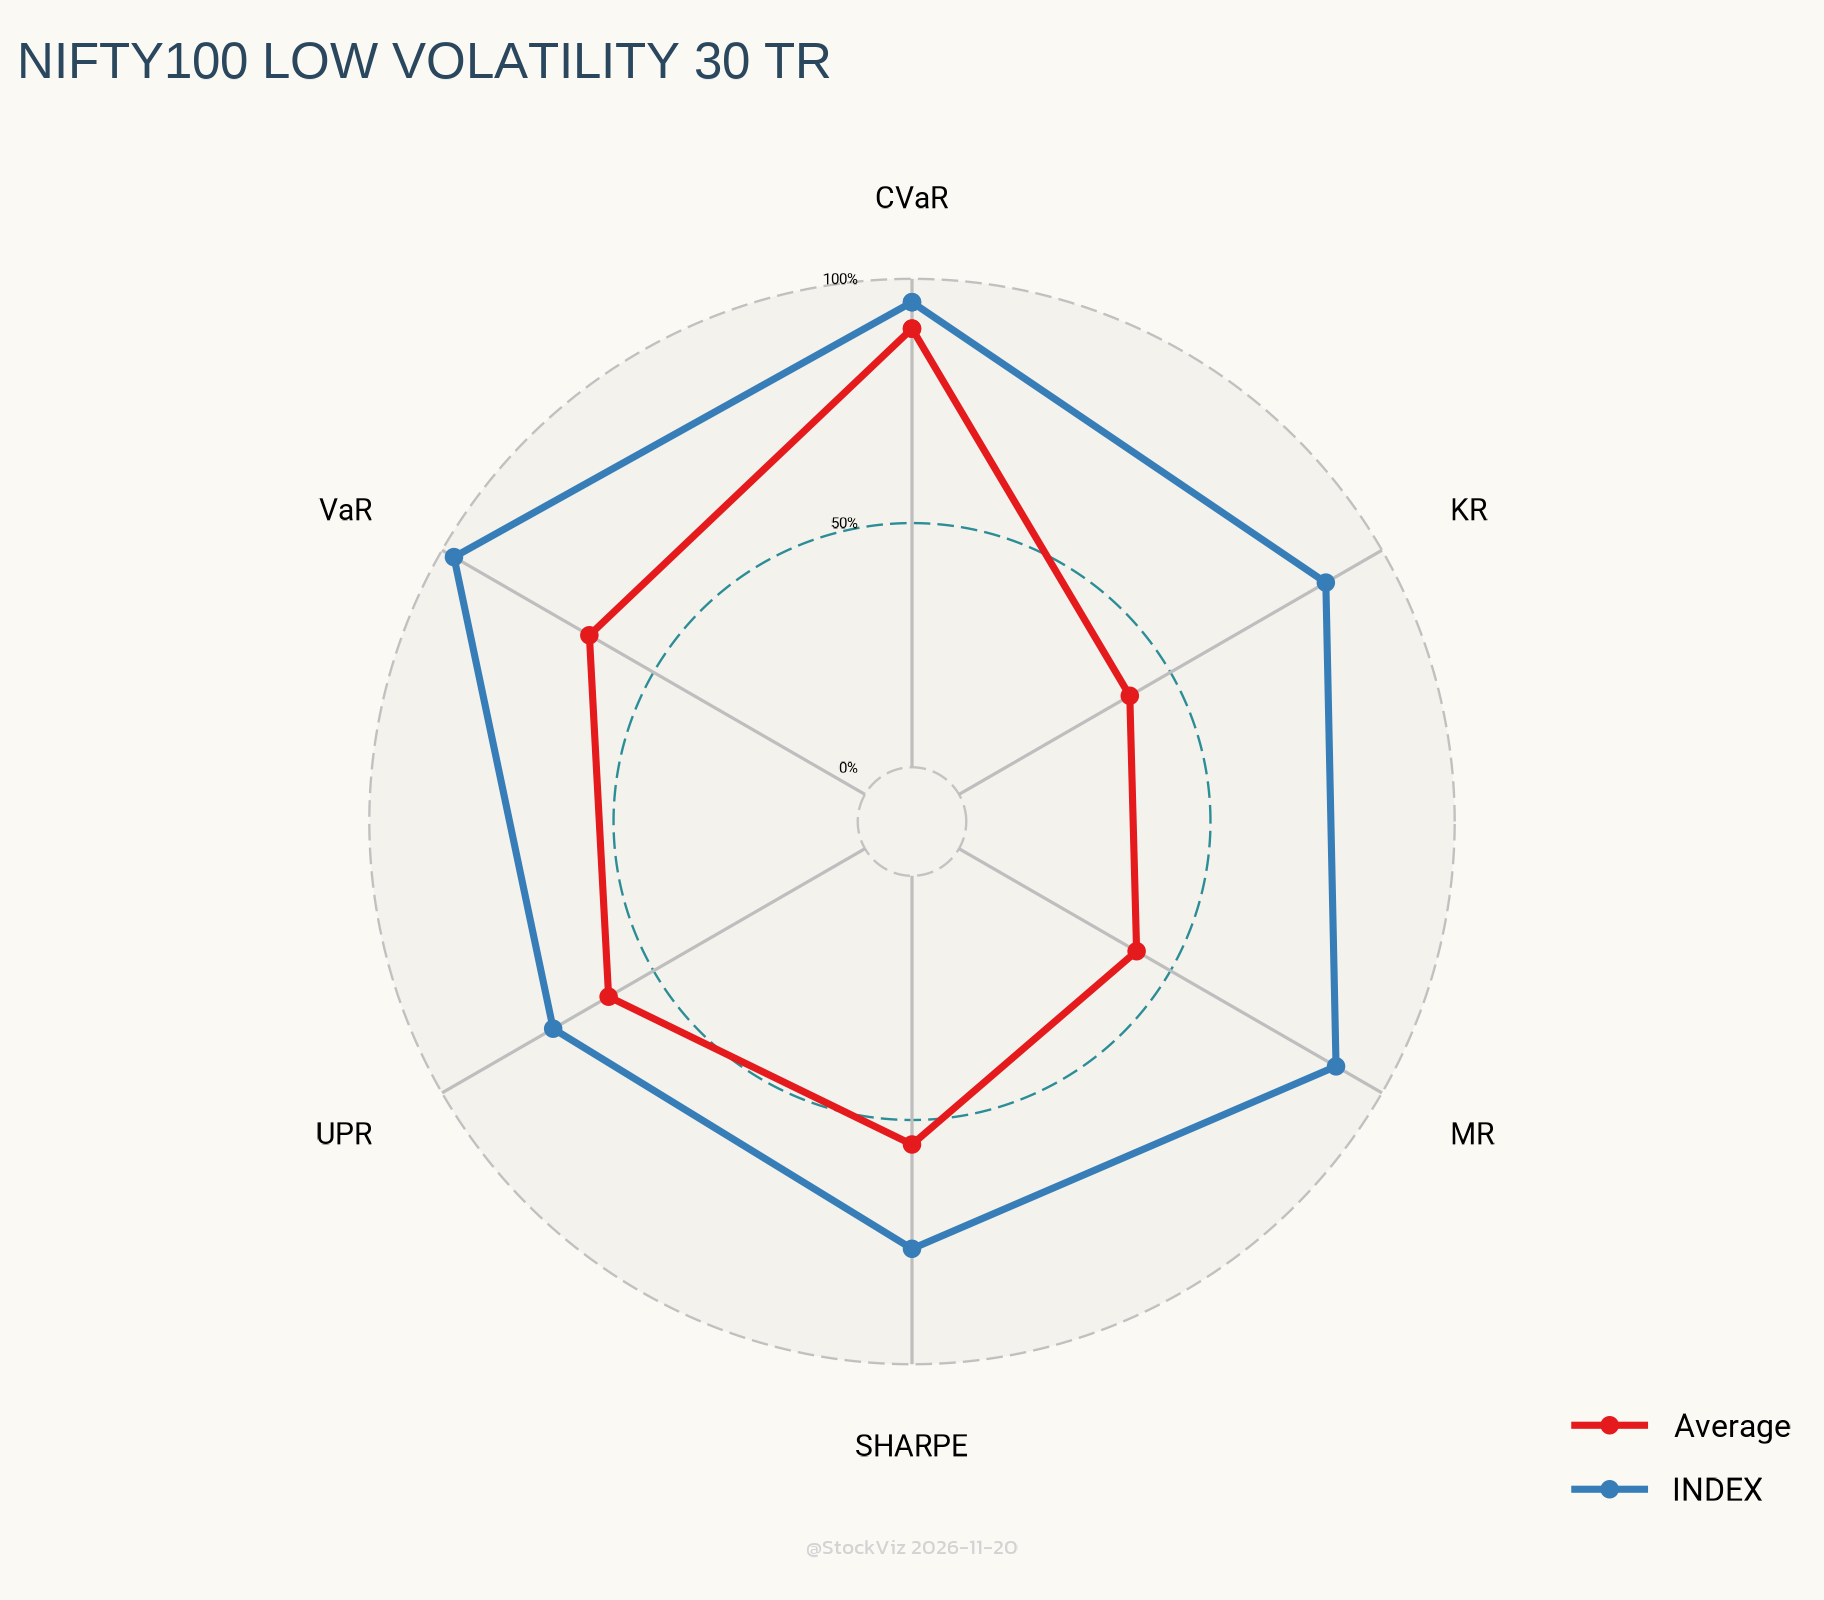 NIFTY100 LOW VOLATILITY 30 TR
CVaR
100%
VaR
KR
50%
0%
UPR
MR
SHARPE
Average
INDEX
@StockViz 2026-11-20